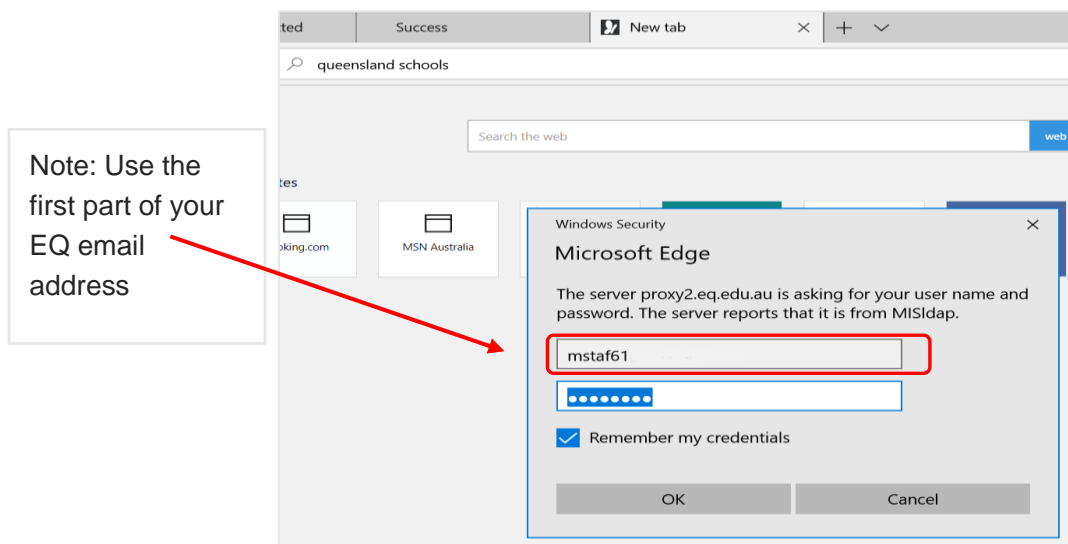 ted
Success
New tab
queensland schools
Search the web
web
tes
oking.com
MSN Australia
Note: Use the
first part of your
EQ email
address
Windows Security
Microsoft Edge
The server proxy2.eq.edu.au is asking for your user name and
password. The server reports that it is from MISldap.
mstaf61
Remember my credentials
OK
Cancel